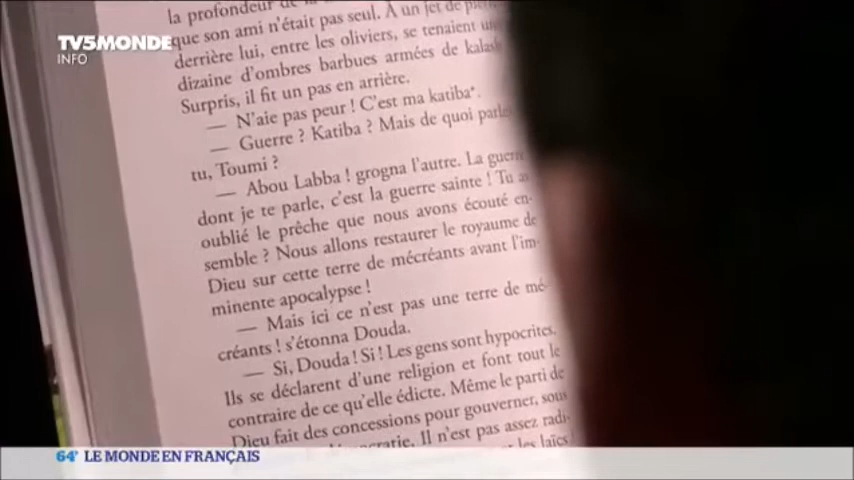 la profondeur de la
TV5MONDE
INFO
que son ami n'était pas seul. À un jet de
derrière lui, entre les oliviers, se tenaient
dizaine d'ombres barbues armées de
Surpris, il fit un pas en arrière.
— N'aie pas peur ! C'est ma katiba*.
— Guerre ? Katiba ? Mais de quoi
tu, Toumi ?
— Abou Labba ! grogna l'autre. La guerre
dont je te parle, c'est la guerre sainte ! Tu
oublié le prêche que nous avons écouté en-
semble ? Nous allons restaurer le royaume de
Dieu sur cette terre de mécréants avant l'im-
minente apocalypse !
— Mais ici ce n'est pas une terre de mé-
créants ! s'étonna Douda.
— Si, Douda ! Si ! Les gens sont hypocrites.
Ils se déclarent d'une religion et font tout le
contraire de ce qu'elle édicte. Même le parti de
Dieu fait des concessions pour gouverner, sous
Il n'est pas assez radi-
les laïcs
64' LE MONDE EN FRANÇAIS